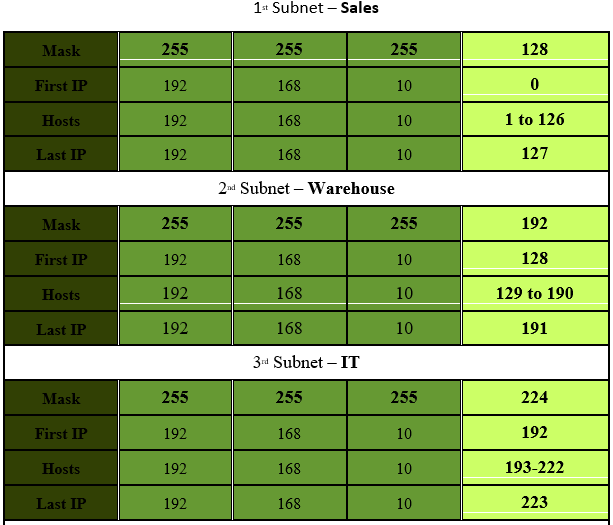 1st Subnet – Sales
Mask 255 255 255 128
First IP 192 168 10 0
Hosts 192 168 10 1 to 126
Last IP 192 168 10 127
2nd Subnet – Warehouse
Mask 255 255 255 192
First IP 192 168 10 128
Hosts 192 168 10 129 to 190
Last IP 192 168 10 191
3rd Subnet – IT
Mask 255 255 255 224
First IP 192 168 10 192
Hosts 192 168 10 193-222
Last IP 192 168 10 223